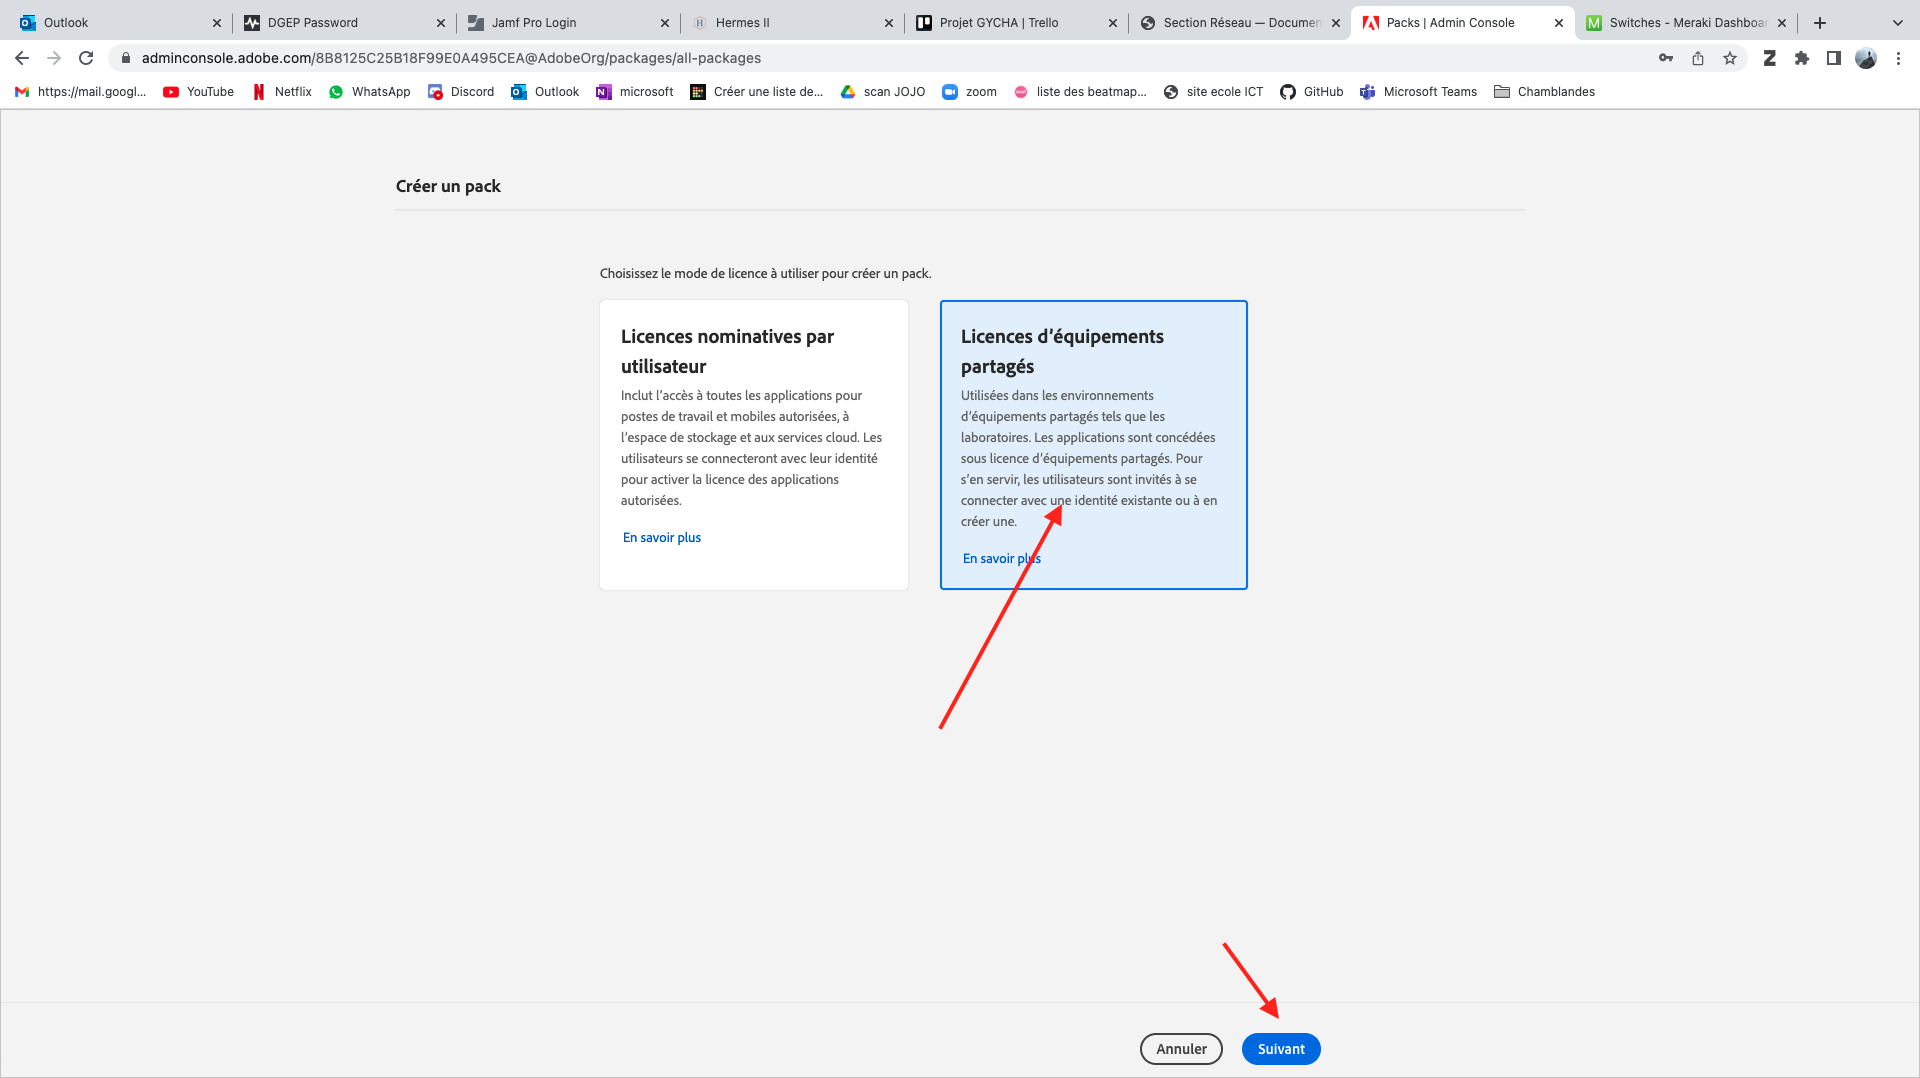 Outlook
DGEP Password
Jamf Pro Login
Hermes II
Projet GYCHA | Trello
Section Réseau — Documen
Packs | Admin Console
Switches - Meraki Dashboar
adminconsole.adobe.com/8B8125C25B18F99E0A495CEA@AdobeOrg/packages/all-packages
https://mail.googl...
YouTube
Netflix
WhatsApp
Discord
Outlook
microsoft
Créer une liste de...
scan JOJO
zoom
liste des beatmap...
site ecole ICT
GitHub
Microsoft Teams
Chamblandes
Créer un pack
Choisissez le mode de licence à utiliser pour créer un pack.
Licences nominatives par
utilisateur
Inclut l’accès à toutes les applications pour
postes de travail et mobiles autorisées, à
l’espace de stockage et aux services cloud. Les
utilisateurs se connecteront avec leur identité
pour activer la licence des applications
autorisées.
En savoir plus
Licences d’équipements
partagés
Utilisées dans les environnements
d’équipements partagés tels que les
laboratoires. Les applications sont concédées
sous licence d’équipements partagés. Pour
s’en servir, les utilisateurs sont invités à se
connecter avec une identité existante ou à en
créer une.
En savoir plus
Annuler
Suivant